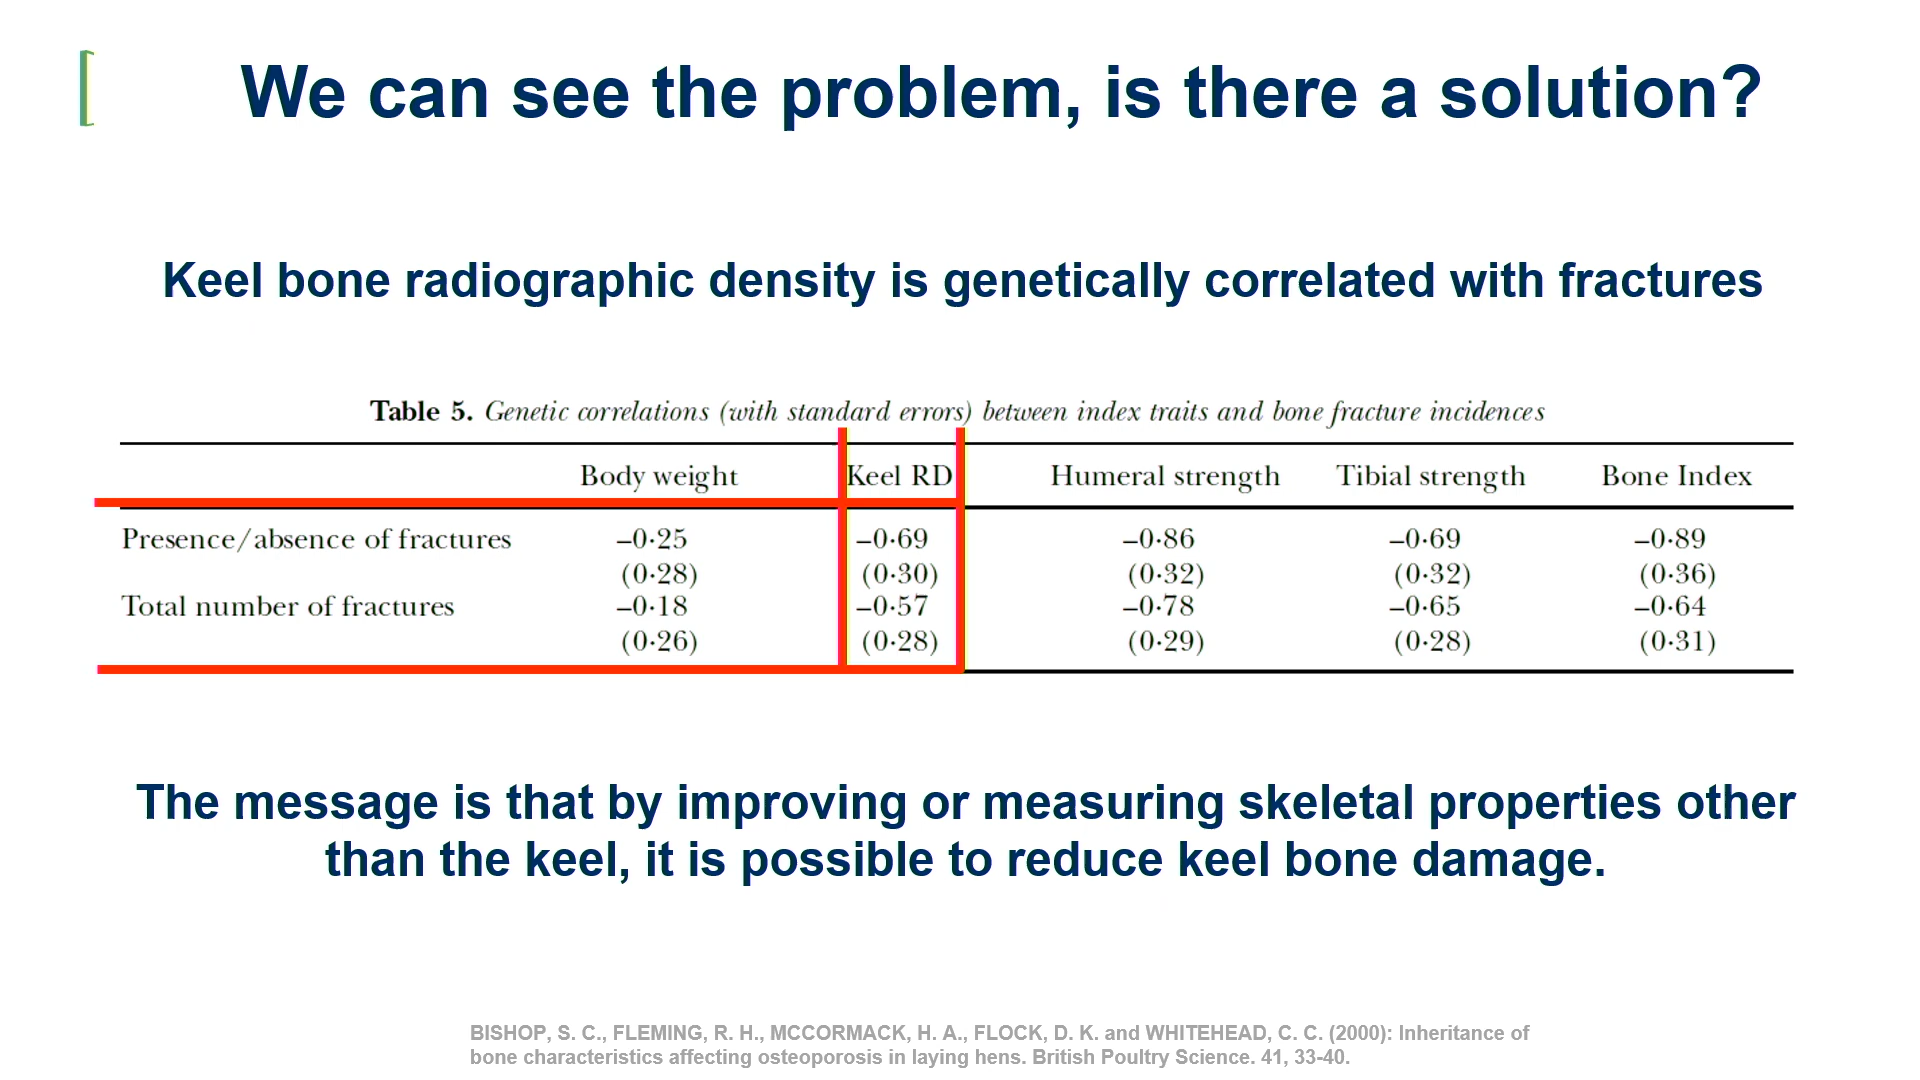 We can see the problem, is there a solution?
Keel bone radiographic density is genetically correlated with fractures
Table 5. Genetic correlations (with standard errors) between index traits and bone fracture incidences
Body weight Keel RD Humeral strength Tibial strength Bone Index
Presence/absence of fractures –0·25 –0·69 –0·86 –0·69 –0·89
(0·28) (0·30) (0·32) (0·32) (0·36)
Total number of fractures –0·18 –0·57 –0·78 –0·65 –0·64
(0·26) (0·28) (0·29) (0·28) (0·31)
The message is that by improving or measuring skeletal properties other
than the keel, it is possible to reduce keel bone damage.
BISHOP, S. C., FLEMING, R. H., MCCORMACK, H. A., FLOCK, D. K. and WHITEHEAD, C. C. (2000): Inheritance of
bone characteristics affecting osteoporosis in laying hens. British Poultry Science. 41, 33-40.